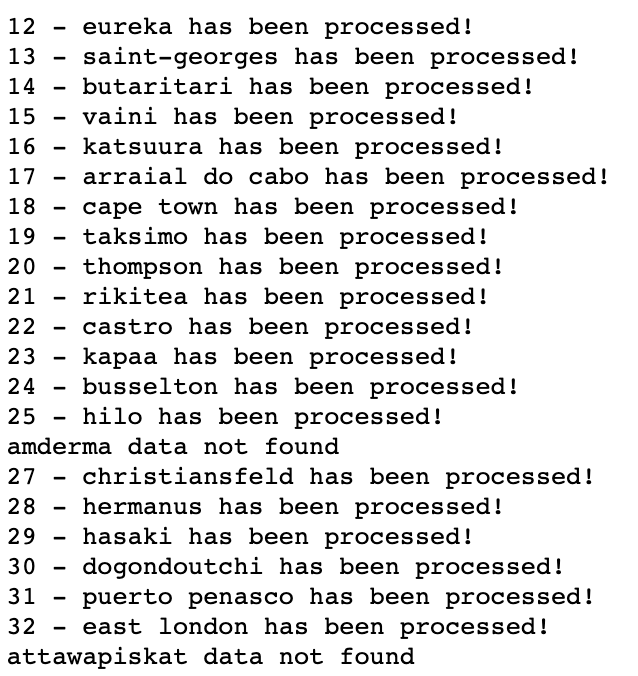 12 - eureka has been processed!
13 - saint-georges has been processed!
14 - butaritari has been processed!
15 - vaini has been processed!
16 - katsuura has been processed!
17 - arraial do cabo has been processed!
18 - cape town has been processed!
19 - taksimo has been processed!
20 - thompson has been processed!
21 - rikitea has been processed!
22 - castro has been processed!
23 - kapaa has been processed!
24 - busselton has been processed!
25 - hilo has been processed!
amderma data not found
27 - christiansfeld has been processed!
28 - hermanus has been processed!
29 - hasaki has been processed!
30 - dogondoutchi has been processed!
31 - puerto penasco has been processed!
32 - east london has been processed!
attawapiskat data not found